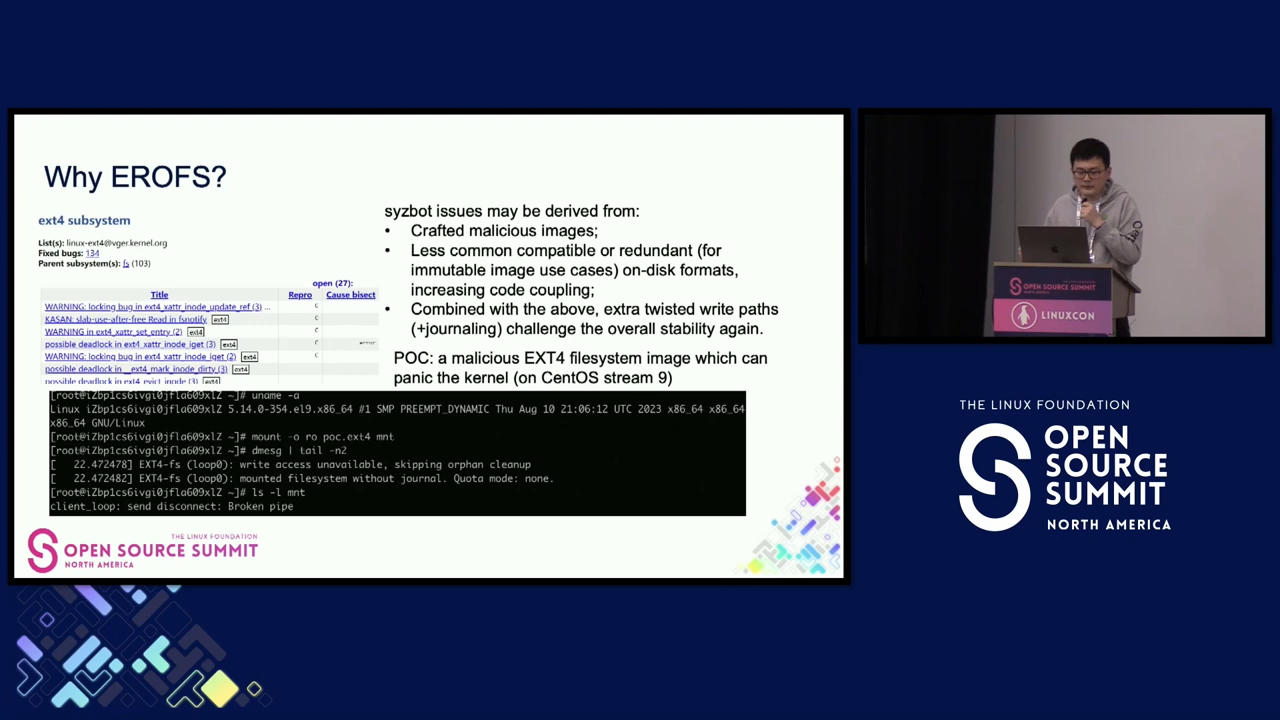 Why EROFS?
ext4 subsystem
List(s): linux-ext4@vger.kernel.org
Fixed bugs: 134
Parent subsystem(s): fs (103)
open (27):
Title Repro Cause bisect
WARNING: locking bug in ext4_xattr_inode_update_ref (3) ... C
KASAN: slab-use-after-free Read in fsnotify ext4 C
WARNING in ext4_xattr_set_entry (2) ext4 C
possible deadlock in ext4_xattr_inode_iget (3) ext4 C error
WARNING: locking bug in ext4_xattr_inode_iget (2) ext4 C
possible deadlock in __ext4_mark_inode_dirty (3) ext4
possible deadlock in ext4_evict_inode (3) ext4
syzbot issues may be derived from:
• Crafted malicious images;
• Less common compatible or redundant (for
immutable image use cases) on-disk formats,
increasing code coupling;
• Combined with the above, extra twisted write paths
(+journaling) challenge the overall stability again.
POC: a malicious EXT4 filesystem image which can
panic the kernel (on CentOS stream 9)
[root@iZbp1cs6ivgi0jfla609xlZ ~]# uname -a
Linux iZbp1cs6ivgi0jfla609xlZ 5.14.0-354.el9.x86_64 #1 SMP PREEMPT_DYNAMIC Thu Aug 10 21:06:12 UTC 2023 x86_64 x86_64
x86_64 GNU/Linux
[root@iZbp1cs6ivgi0jfla609xlZ ~]# mount -o ro poc.ext4 mnt
[root@iZbp1cs6ivgi0jfla609xlZ ~]# dmesg | tail -n2
[   22.472478] EXT4-fs (loop0): write access unavailable, skipping orphan cleanup
[   22.472482] EXT4-fs (loop0): mounted filesystem without journal. Quota mode: none.
[root@iZbp1cs6ivgi0jfla609xlZ ~]# ls -l mnt
client_loop: send disconnect: Broken pipe
THE LINUX FOUNDATION
OPEN SOURCE SUMMIT
NORTH AMERICA
OPEN SOURCE SUMMIT
LINUXCON
THE LINUX FOUNDATION
OPEN
SOURCE
SUMMIT
NORTH AMERICA